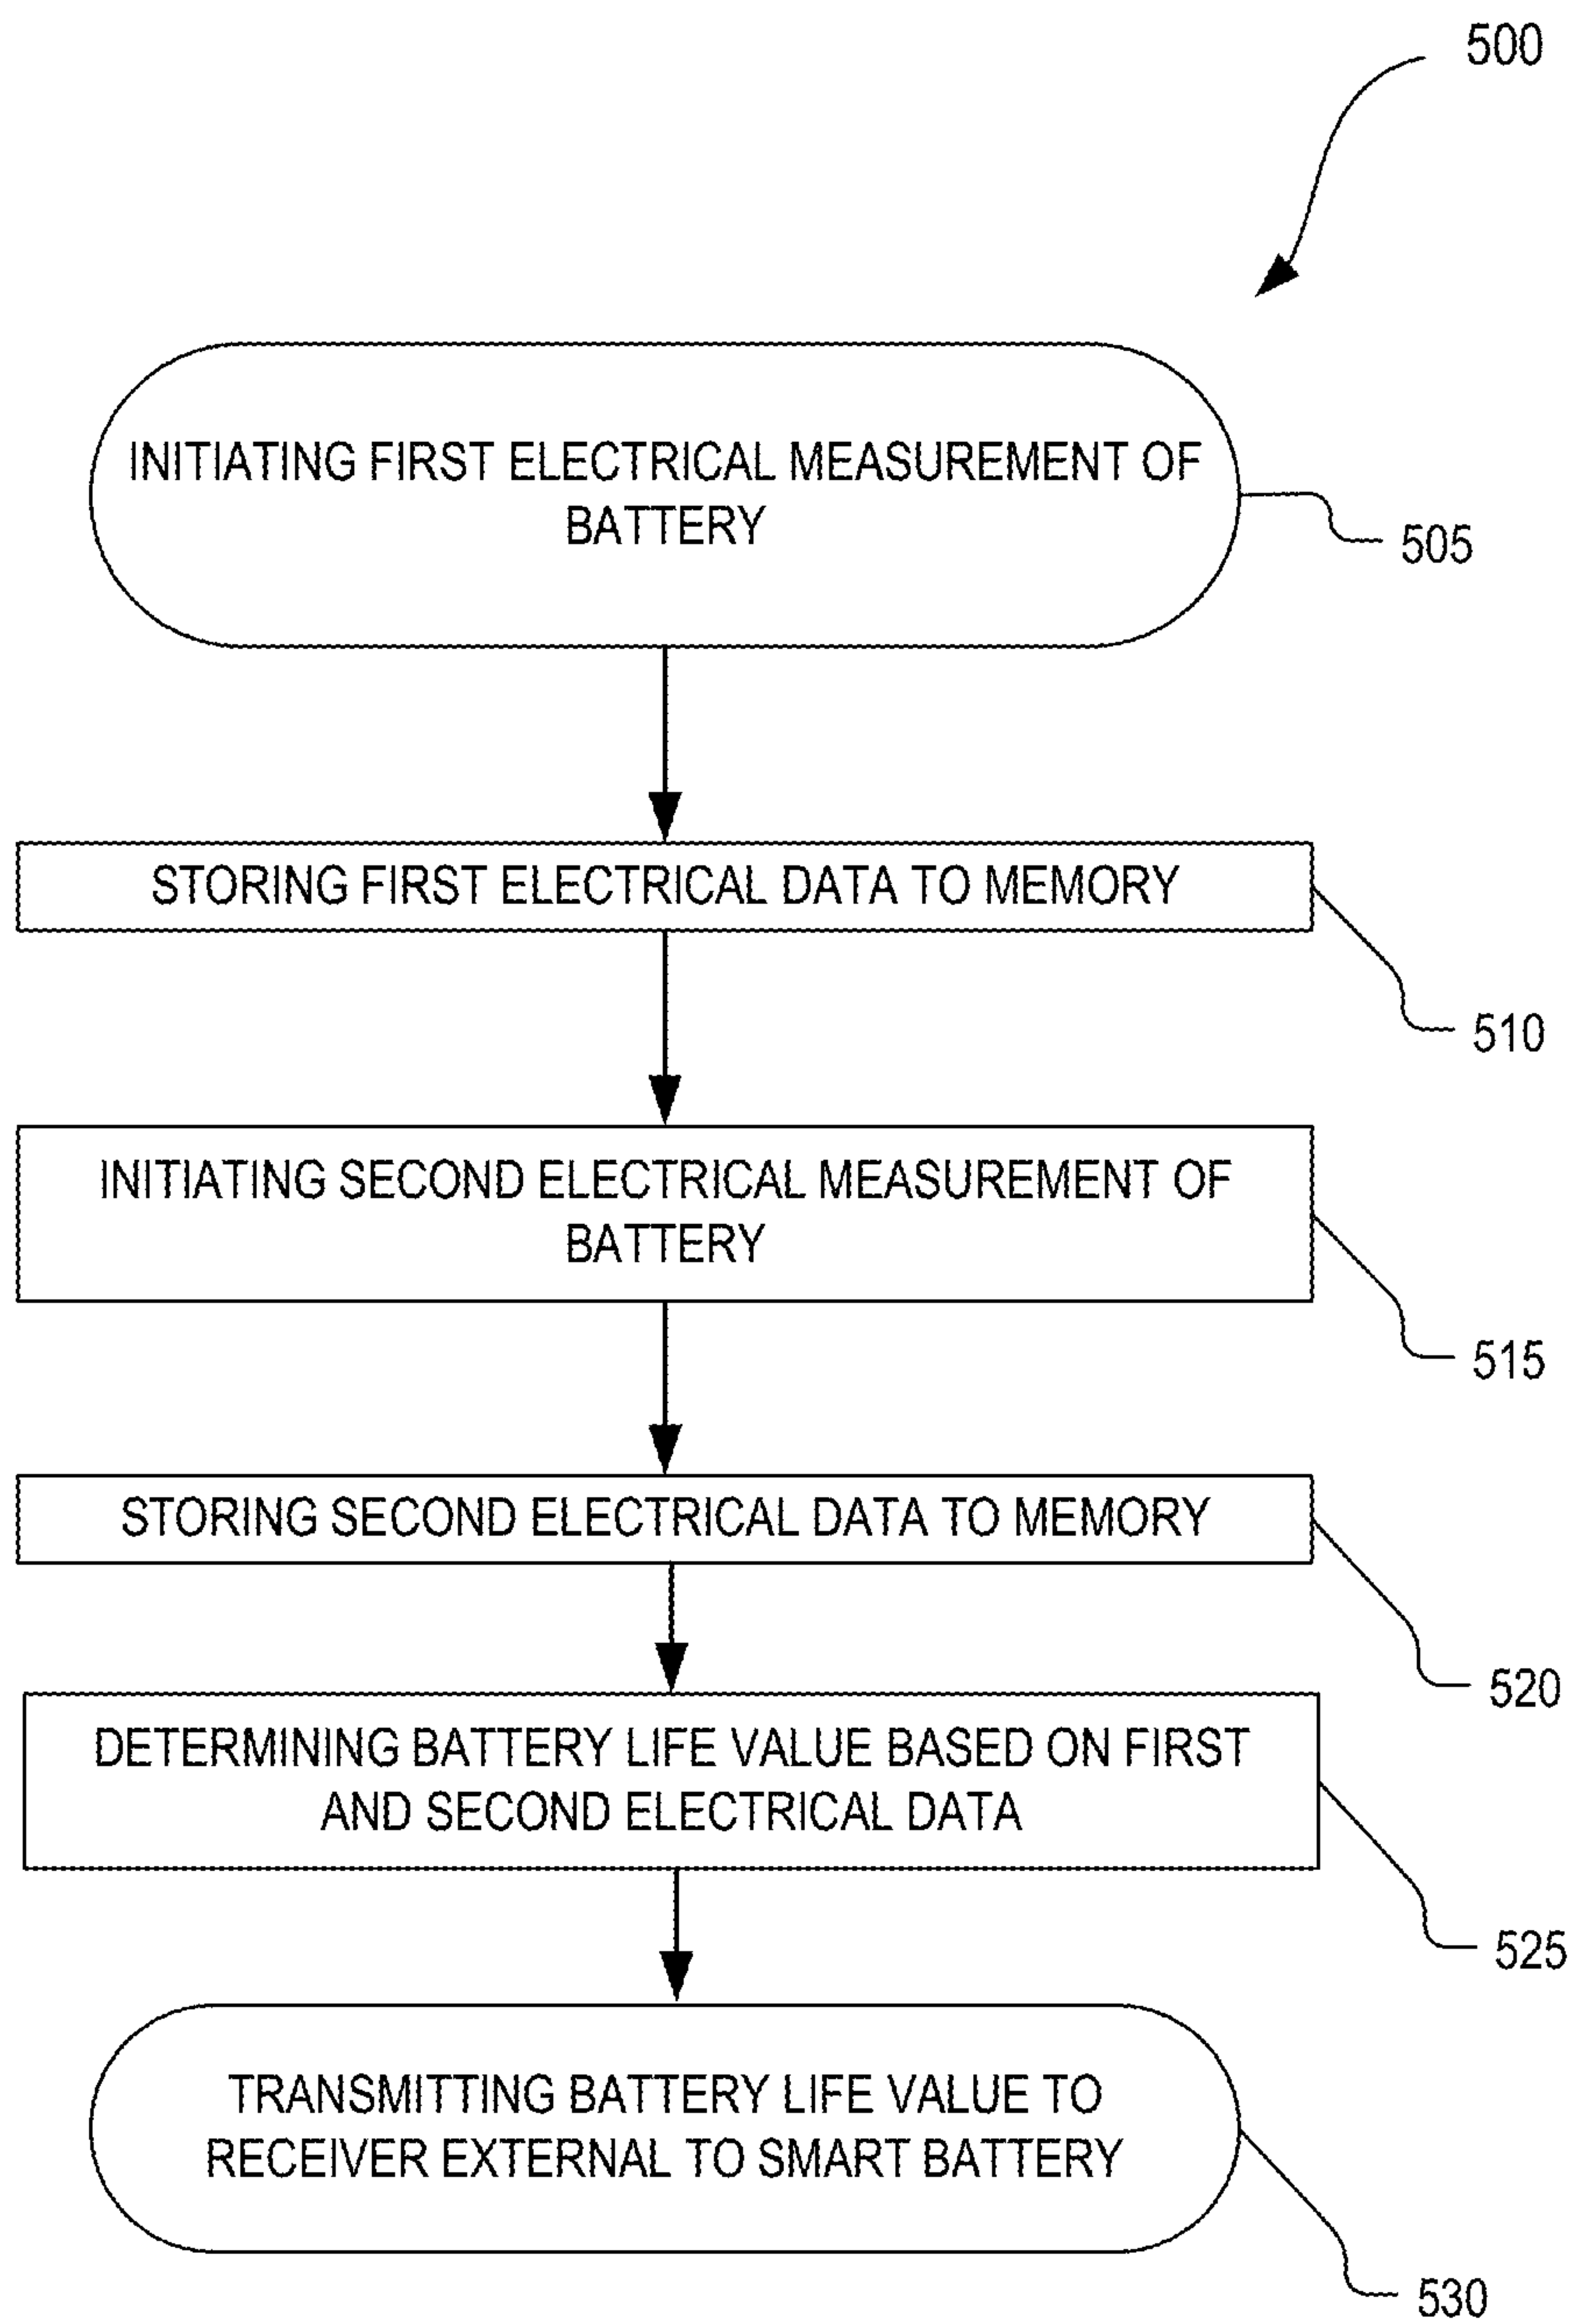 500
INITIATING FIRST ELECTRICAL MEASUREMENT OF
BATTERY
505
STORING FIRST ELECTRICAL DATA TO MEMORY
510
INITIATING SECOND ELECTRICAL MEASUREMENT OF
BATTERY
515
STORING SECOND ELECTRICAL DATA TO MEMORY
520
DETERMINING BATTERY LIFE VALUE BASED ON FIRST
AND SECOND ELECTRICAL DATA
525
TRANSMITTING BATTERY LIFE VALUE TO
RECEIVER EXTERNAL TO SMART BATTERY
530